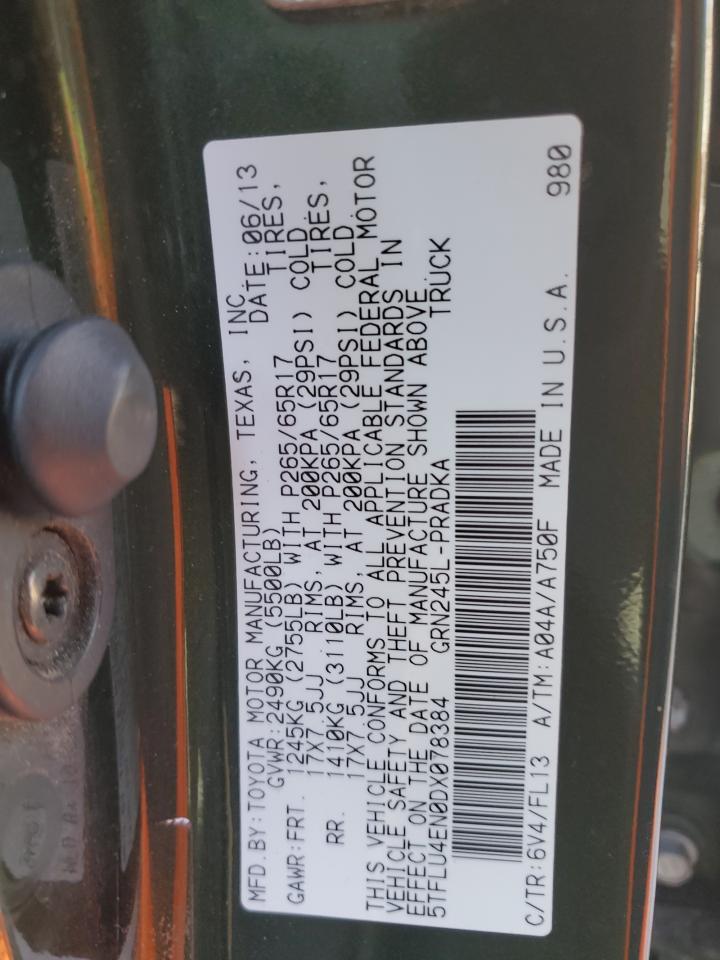 MFD.BY:TOYOTA MOTOR MANUFACTURING, TEXAS, INC.
GVWR:2490KG (5500LB) DATE:06/13
GAWR:FRT. 1245KG (2755LB) WITH P265/65R17 TIRES,
17X7.5JJ RIMS, AT 200KPA (29PSI) COLD
RR. 1410KG (3110LB) WITH P265/65R17 TIRES,
17X7.5JJ RIMS, AT 200KPA (29PSI) COLD.
THIS VEHICLE CONFORMS TO ALL APPLICABLE FEDERAL MOTOR
VEHICLE SAFETY AND THEFT PREVENTION STANDARDS IN
EFFECT ON THE DATE OF MANUFACTURE SHOWN ABOVE
5TFLU4EN0DX078384 GRN245L-PRADKA TRUCK
C/TR:6V4/FL13 A/TM:A04A/A750F MADE IN U.S.A. 980